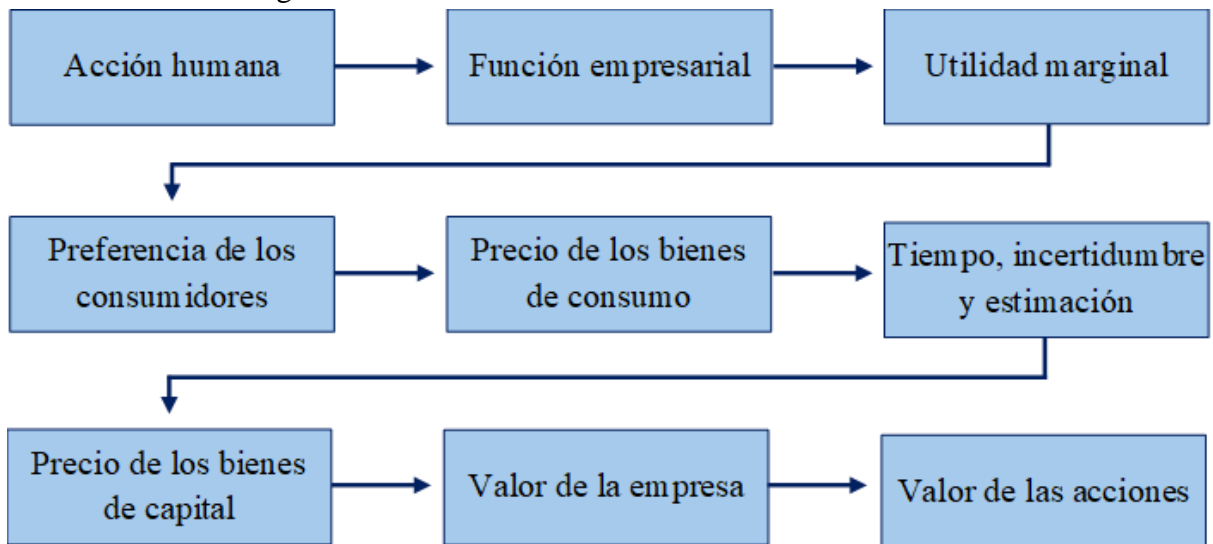 Acción humana
Función empresarial
Utilidad marginal
Preferencia de los
consumidores
Precio de los bienes
de consumo
Tiempo, incertidumbre
y estimación
Precio de los bienes
de capital
Valor de la empresa
Valor de las acciones